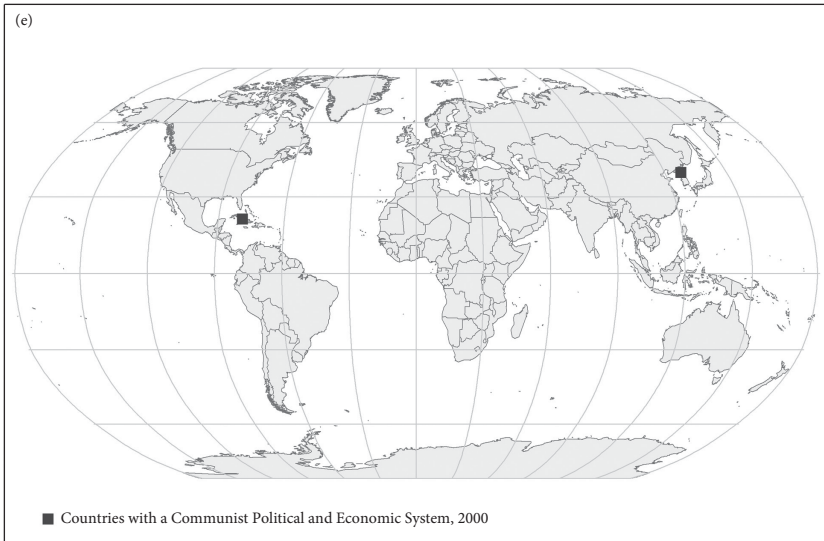 (e)
Countries with a Communist Political and Economic System, 2000